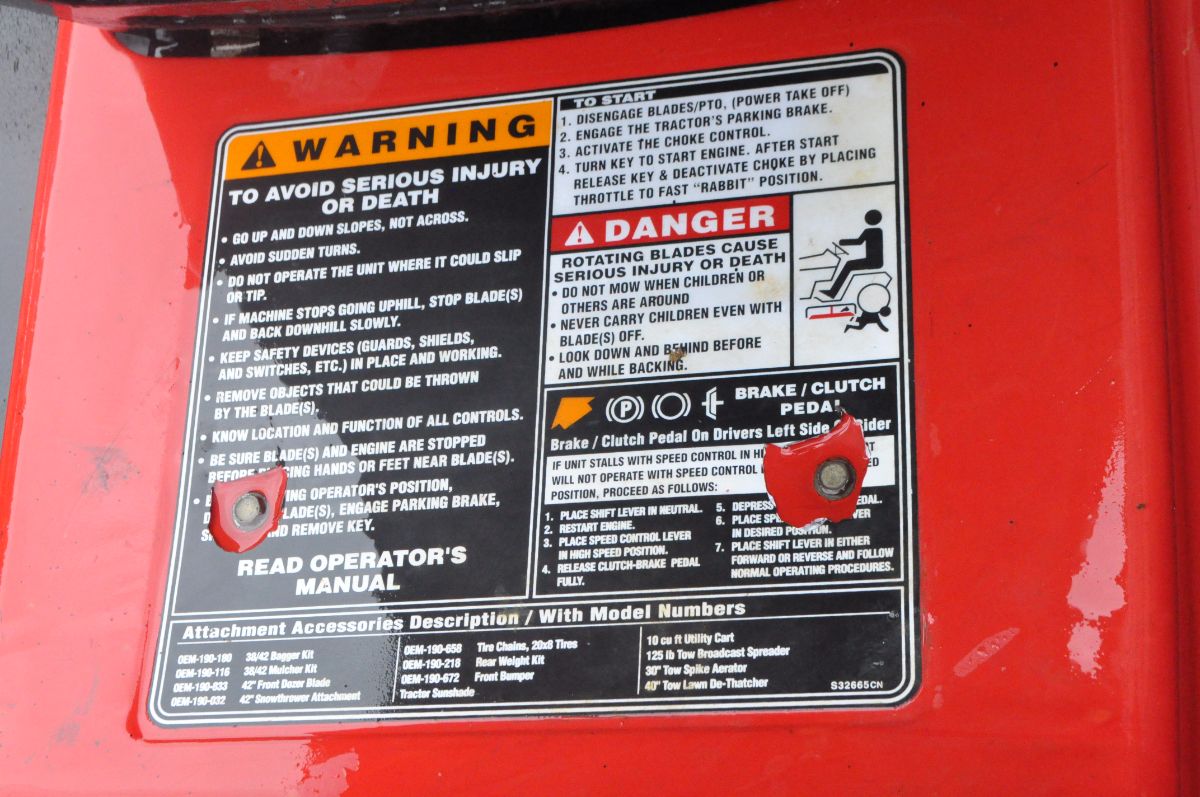 WARNING
TO AVOID SERIOUS INJURY
OR DEATH
• GO UP AND DOWN SLOPES, NOT ACROSS.
• AVOID SUDDEN TURNS.
• DO NOT OPERATE THE UNIT WHERE IT COULD SLIP
OR TIP.
• IF MACHINE STOPS GOING UPHILL, STOP BLADE(S)
AND BACK DOWNHILL SLOWLY.
• KEEP SAFETY DEVICES (GUARDS, SHIELDS,
AND SWITCHES, ETC.) IN PLACE AND WORKING.
• REMOVE OBJECTS THAT COULD BE THROWN
BY THE BLADE(S).
• KNOW LOCATION AND FUNCTION OF ALL CONTROLS.
• BE SURE BLADE(S) AND ENGINE ARE STOPPED
BEFORE HANDS OR FEET NEAR BLADE(S).
• OPERATOR'S POSITION,
ENGAGE PARKING BRAKE,
AND REMOVE KEY.
READ OPERATOR'S
MANUAL
TO START
1. DISENGAGE BLADES/PTO, (POWER TAKE OFF)
2. ENGAGE THE TRACTOR'S PARKING BRAKE.
3. ACTIVATE THE CHOKE CONTROL.
4. TURN KEY TO START ENGINE. AFTER START
RELEASE KEY & DEACTIVATE CHOKE BY PLACING
THROTTLE TO FAST "RABBIT" POSITION.
DANGER
ROTATING BLADES CAUSE
SERIOUS INJURY OR DEATH
• DO NOT MOW WHEN CHILDREN OR
OTHERS ARE AROUND
• NEVER CARRY CHILDREN EVEN WITH
BLADE(S) OFF.
• LOOK DOWN AND BEHIND BEFORE
AND WHILE BACKING.
P
BRAKE / CLUTCH
PEDAL
Brake / Clutch Pedal On Drivers Left Side Rider
IF UNIT STALLS WITH SPEED CONTROL IN
WILL NOT OPERATE WITH SPEED CONTROL
POSITION, PROCEED AS FOLLOWS:
1. PLACE SHIFT LEVER IN NEUTRAL.
2. RESTART ENGINE.
3. PLACE SPEED CONTROL LEVER
IN HIGH SPEED POSITION.
4. RELEASE CLUTCH-BRAKE PEDAL
FULLY.
5. DEPRESS
6. PLACE
IN DESIRED POSITION.
7. PLACE SHIFT LEVER IN EITHER
FORWARD OR REVERSE AND FOLLOW
NORMAL OPERATING PROCEDURES.
Attachment Accessories Description / With Model Numbers
OEM-190-180 38/42 Bagger Kit
OEM-190-116 38/42 Mulcher Kit
OEM-190-833 42" Front Dozer Blade
OEM-190-032 42" Snowthrower Attachment
OEM-190-658 Tire Chains, 20x8 Tires
OEM-190-218 Rear Weight Kit
OEM-190-672 Front Bumper
Tractor Sunshade
10 cu ft Utility Cart
125 lb Tow Broadcast Spreader
30" Tow Spike Aerator
40" Tow Lawn De-Thatcher
S32665CN